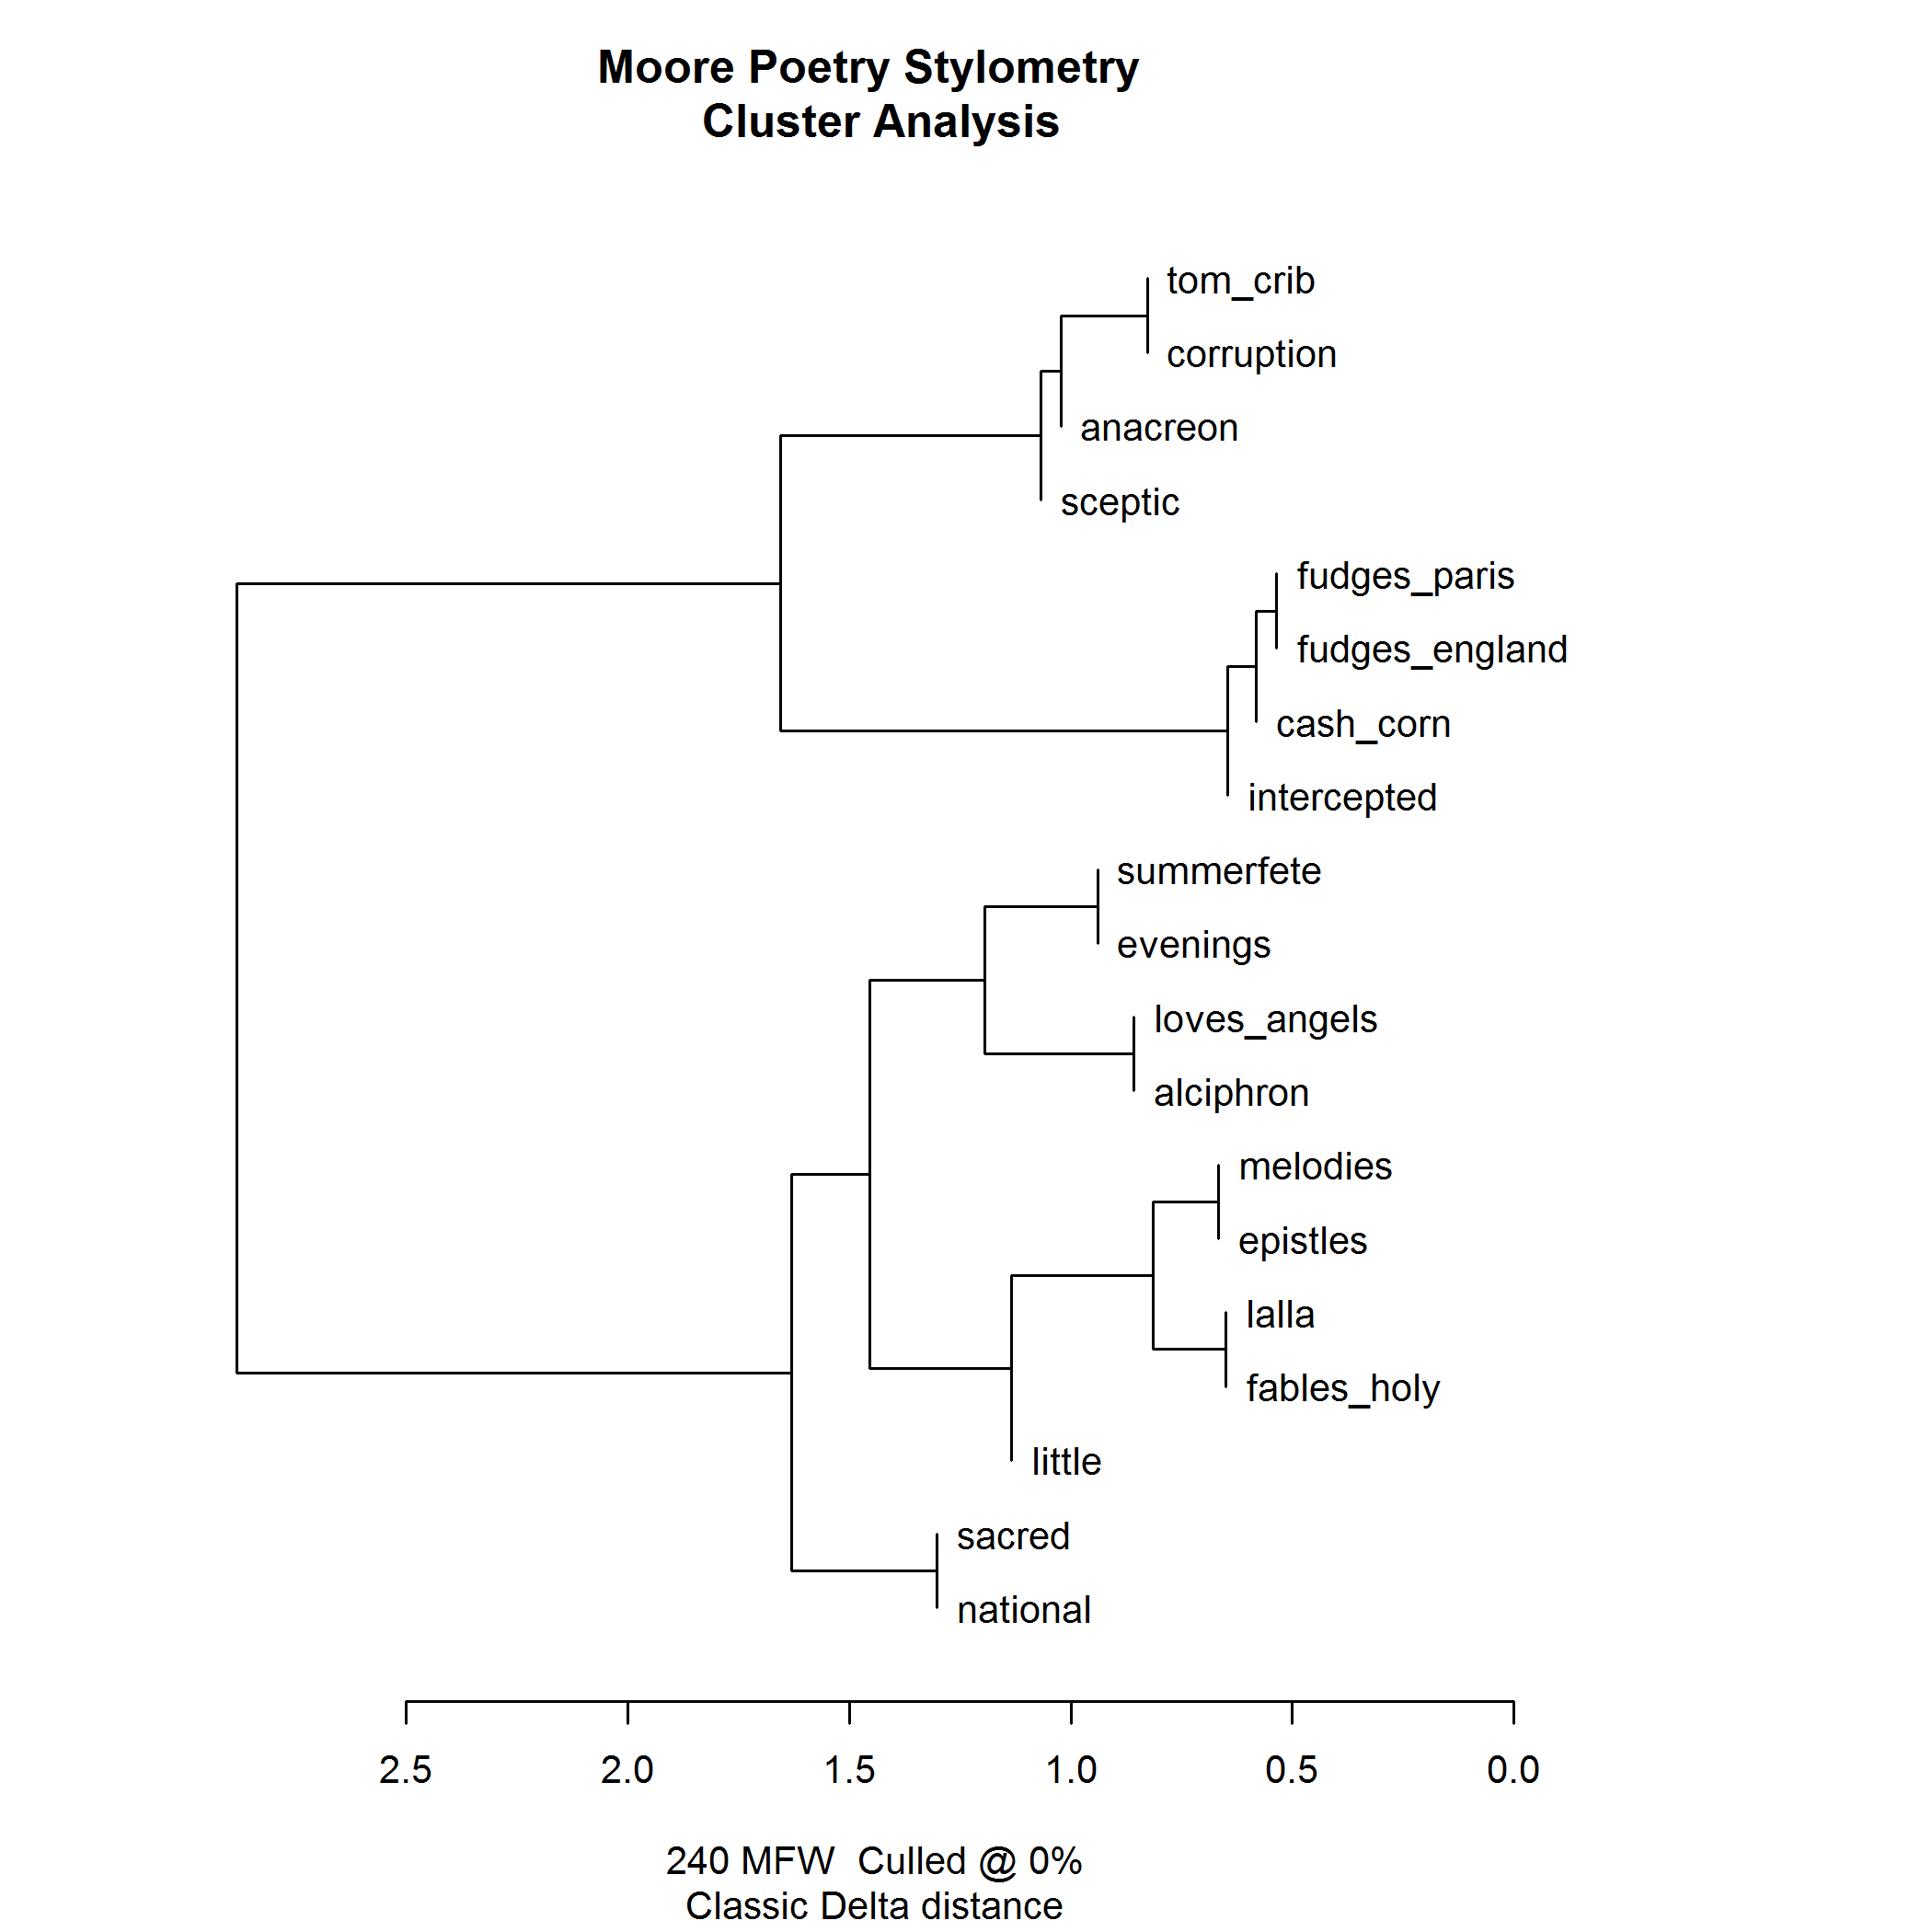 Moore Poetry Stylometry
Cluster Analysis
tom_crib
corruption
anacreon
sceptic
fudges_paris
fudges_england
cash_corn
intercepted
summerfete
evenings
loves_angels
alciphron
melodies
epistles
lalla
fables_holy
little
sacred
national
2.5 2.0 1.5 1.0 0.5 0.0
240 MFW  Culled @ 0%
Classic Delta distance